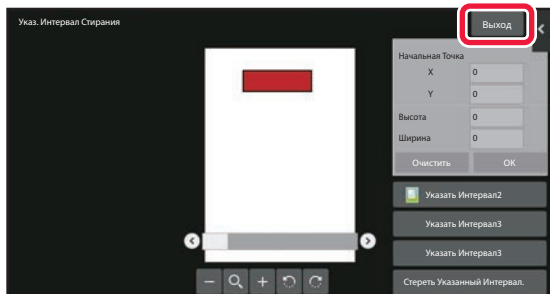 Указ. Интервал Стирания
Выход
Начальная Точка
X 0
Y 0
Высота 0
Ширина 0
Очистить OK
Указать Интервал2
Указать Интервал3
Указать Интервал3
Стереть Указанный Интервал.